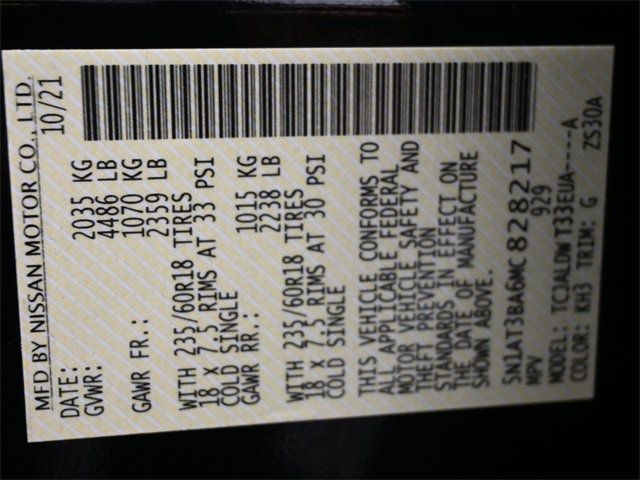 MFD BY NISSAN MOTOR CO., LTD.
DATE: 10/21
GVWR: 2035 KG
4486 LB
GAWR FR.: 1070 KG
2359 LB
WITH 235/60R18 TIRES
18 X 7.5 RIMS AT 33 PSI
COLD SINGLE
GAWR RR.: 1015 KG
2238 LB
WITH 235/60R18 TIRES
18 X 7.5 RIMS AT 30 PSI
COLD SINGLE
THIS VEHICLE CONFORMS TO
ALL APPLICABLE FEDERAL
MOTOR VEHICLE SAFETY AND
THEFT PREVENTION
STANDARDS IN EFFECT ON
THE DATE OF MANUFACTURE
SHOWN ABOVE.
5N1AT3BA6MC828217
MPV 929
MODEL: TCJALDW T33EUA----A
COLOR: KH3 TRIM: G ZS30A